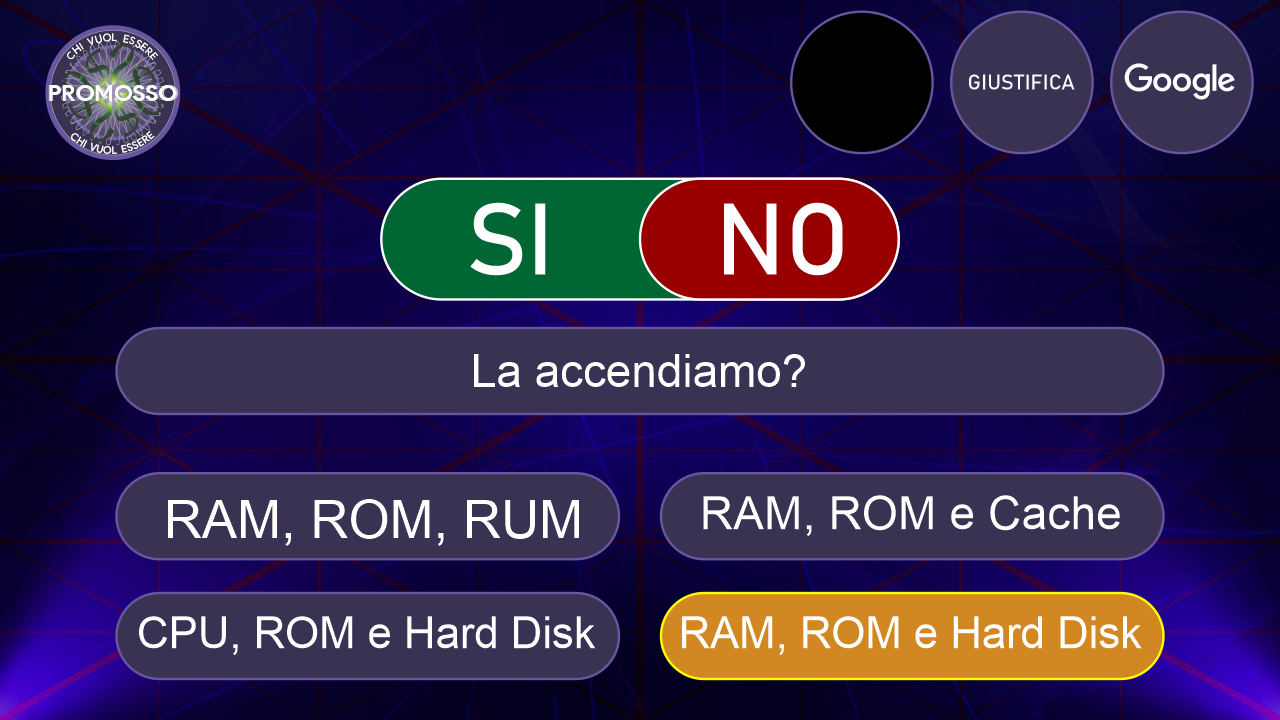 CHI VUOL ESSERE
PROMOSSO
CHI VUOL ESSERE
GIUSTIFICA
Google
SI
NO
La accendiamo?
RAM, ROM, RUM
RAM, ROM e Cache
CPU, ROM e Hard Disk
RAM, ROM e Hard Disk